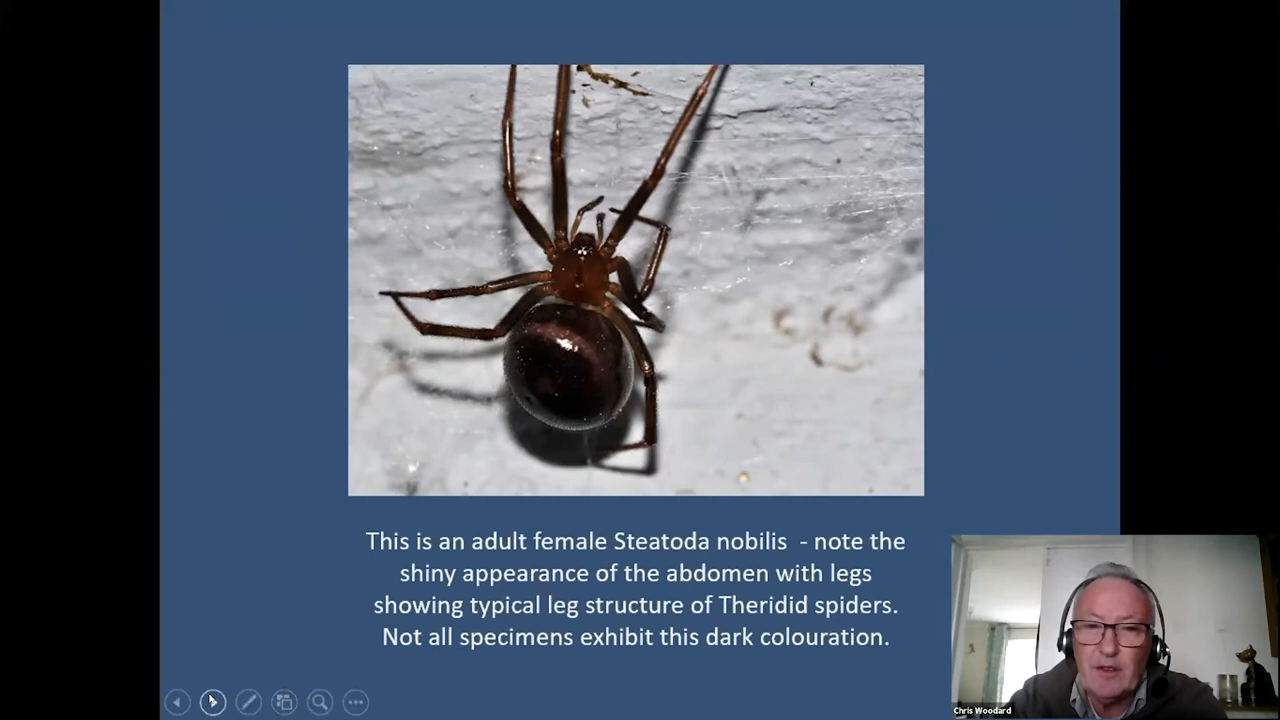 This is an adult female Steatoda nobilis - note the
shiny appearance of the abdomen with legs
showing typical leg structure of Theridid spiders.
Not all specimens exhibit this dark colouration.
Chris Woodard